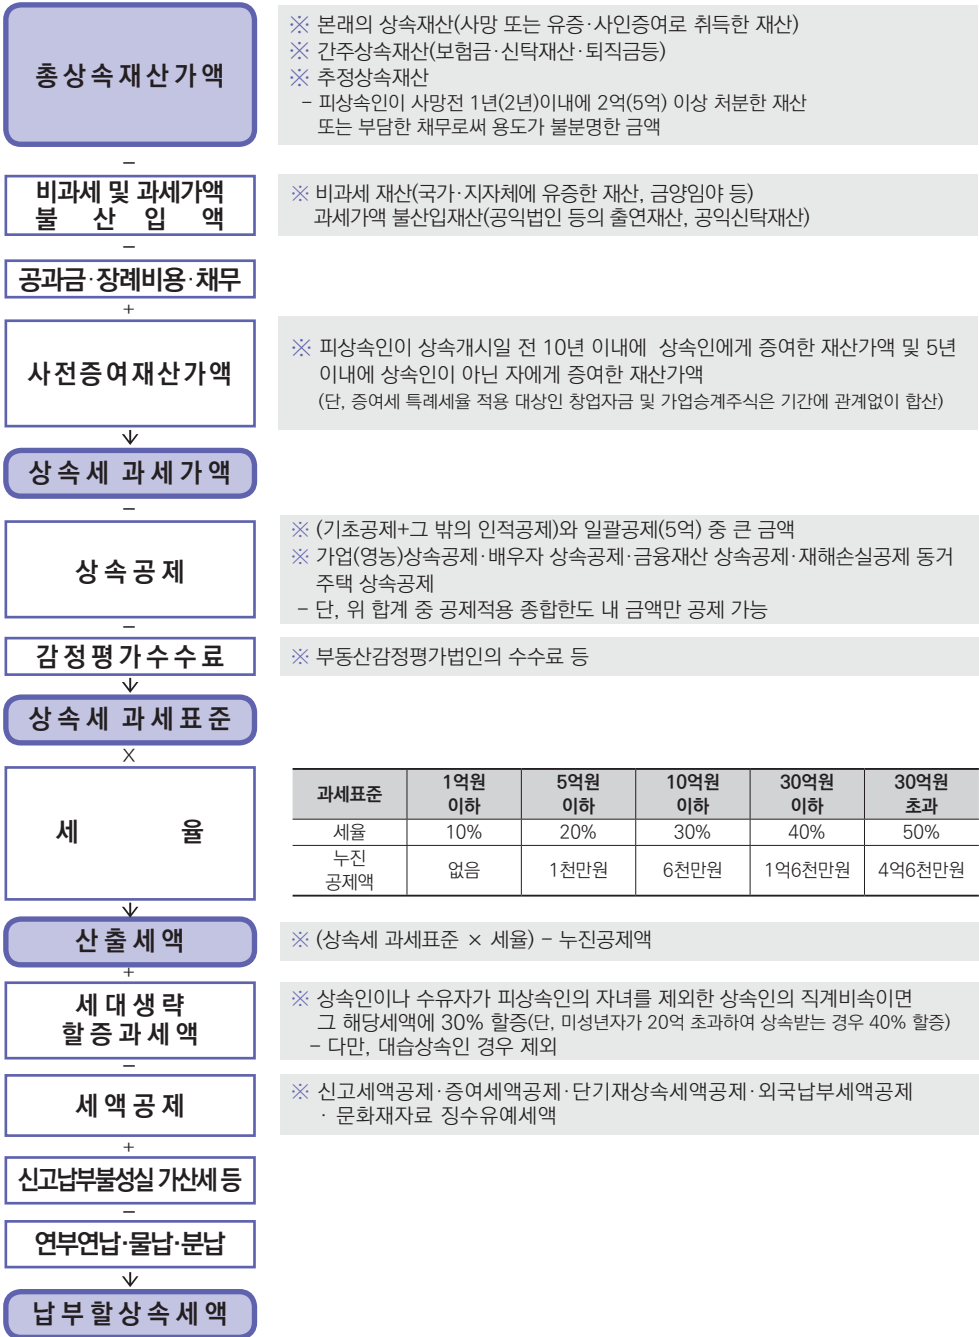 총상속재산가액
※ 본래의 상속재산(사망 또는 유증·사인증여로 취득한 재산)
※ 간주상속재산(보험금·신탁재산·퇴직금등)
※ 추정상속재산
- 피상속인이 사망전 1년(2년)이내에 2억(5억) 이상 처분한 재산
또는 부담한 채무로써 용도가 불분명한 금액
−
비과세 및 과세가액
불 산 입 액
※ 비과세 재산(국가·지자체에 유증한 재산, 금양임야 등)
과세가액 불산입재산(공익법인 등의 출연재산, 공익신탁재산)
−
공과금·장례비용·채무
+
사전증여재산가액
※ 피상속인이 상속개시일 전 10년 이내에 상속인에게 증여한 재산가액 및 5년
이내에 상속인이 아닌 자에게 증여한 재산가액
(단, 증여세 특례세율 적용 대상인 창업자금 및 가업승계주식은 기간에 관계없이 합산)
↓
상속세 과세가액
−
상속공제
※ (기초공제+그 밖의 인적공제)와 일괄공제(5억) 중 큰 금액
※ 가업(영농)상속공제·배우자 상속공제·금융재산 상속공제·재해손실공제 동거
주택 상속공제
- 단, 위 합계 중 공제적용 종합한도 내 금액만 공제 가능
−
감정평가수수료
※ 부동산감정평가법인의 수수료 등
↓
상속세 과세표준
X
세 율
과세표준 1억원 이하 5억원 이하 10억원 이하 30억원 이하 30억원 초과
세율 10% 20% 30% 40% 50%
누진 공제액 없음 1천만원 6천만원 1억6천만원 4억6천만원
↓
산출세액
※ (상속세 과세표준 × 세율) - 누진공제액
+
세대생략
할증과세액
※ 상속인이나 수유자가 피상속인의 자녀를 제외한 상속인의 직계비속이면
그 해당세액에 30% 할증(단, 미성년자가 20억 초과하여 상속받는 경우 40% 할증)
- 다만, 대습상속인 경우 제외
−
세액공제
※ 신고세액공제·증여세액공제·단기재상속세액공제·외국납부세액공제
· 문화재자료 징수유예세액
+
신고납부불성실 가산세 등
−
연부연납·물납·분납
↓
납부할상속세액